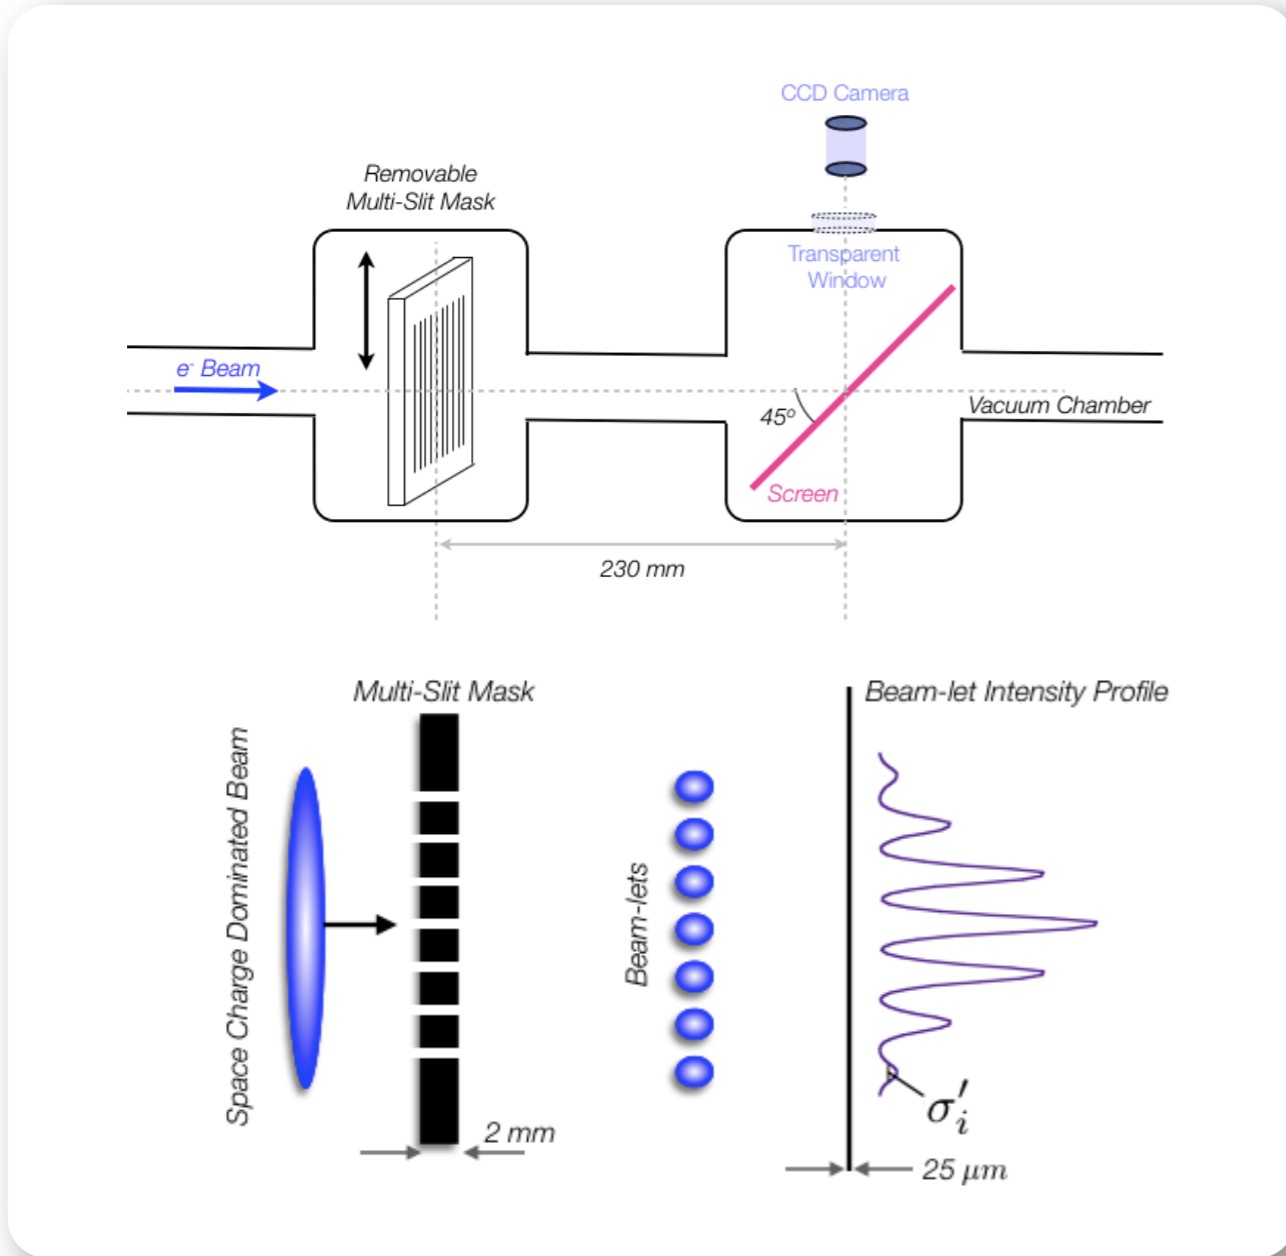 CCD Camera
Removable
Multi-Slit Mask
Transparent
Window
e- Beam
45º
Vacuum Chamber
Screen
230 mm
Multi-Slit Mask
Beam-let Intensity Profile
Space Charge Dominated Beam
Beam-lets
σ′i
2 mm
25 μm